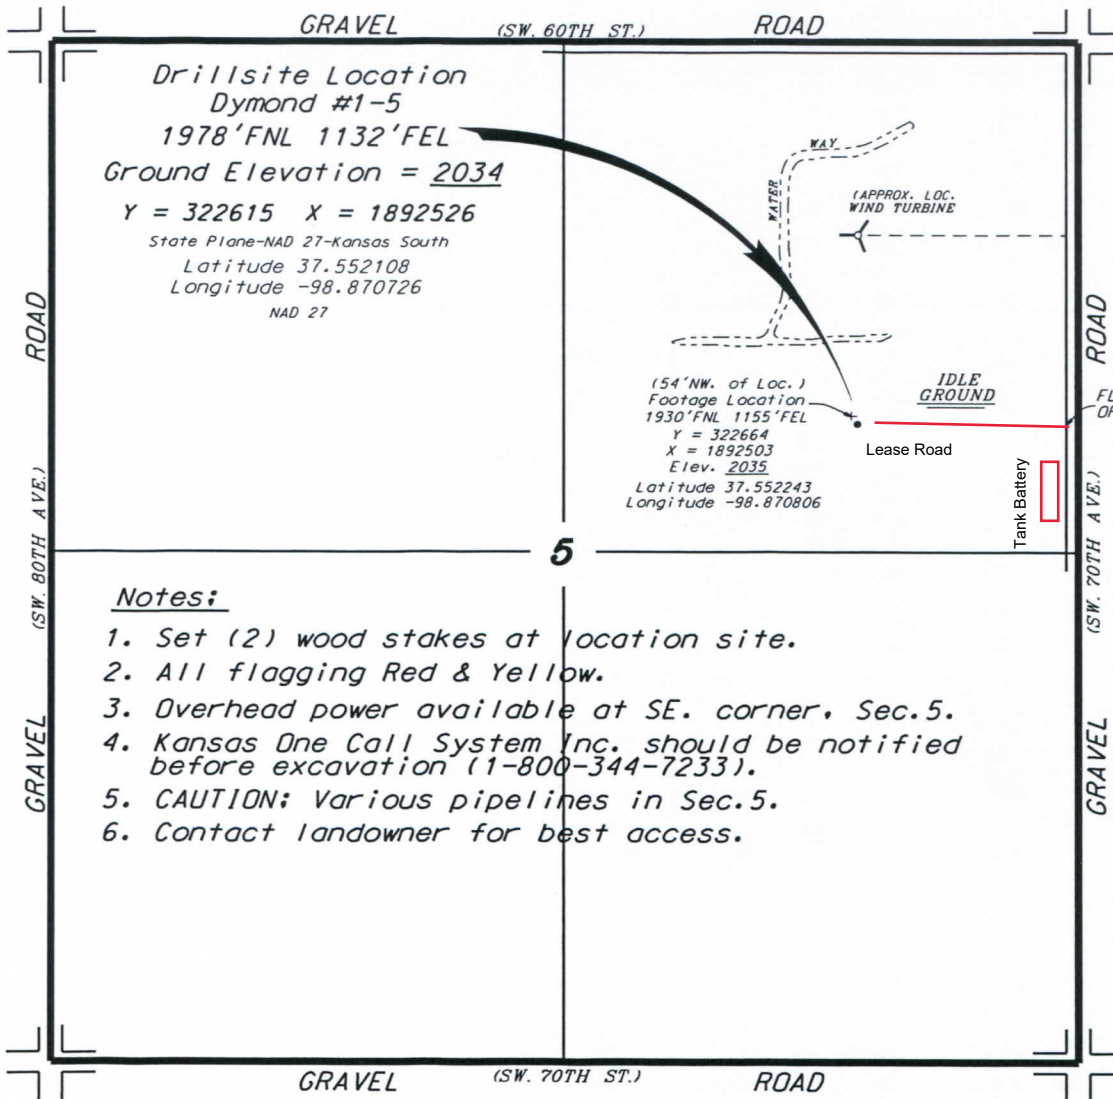 GRAVEL (SW. 60TH ST.) ROAD
Drillsite Location
Dymond #1-5
1978'FNL 1132'FEL
Ground Elevation = 2034
Y = 322615 X = 1892526
State Plane-NAD 27-Kansas South
Latitude 37.552108
Longitude -98.870726
NAD 27
WATER WAY
(APPROX. LOC.
WIND TURBINE
ROAD
(SW. 80TH AVE.)
GRAVEL
(54'NW. of Loc.)
Footage Location
1930'FNL 1155'FEL
Y = 322664
X = 1892503
Elev. 2035
Latitude 37.552243
Longitude -98.870806
IDLE
GROUND
Lease Road
Tank Battery
ROAD
(SW. 70TH AVE.)
GRAVEL
5
Notes:
1. Set (2) wood stakes at location site.
2. All flagging Red & Yellow.
3. Overhead power available at SE. corner, Sec.5.
4. Kansas One Call System Inc. should be notified
before excavation (1-800-344-7233).
5. CAUTION: Various pipelines in Sec.5.
6. Contact landowner for best access.
GRAVEL (SW. 70TH ST.) ROAD